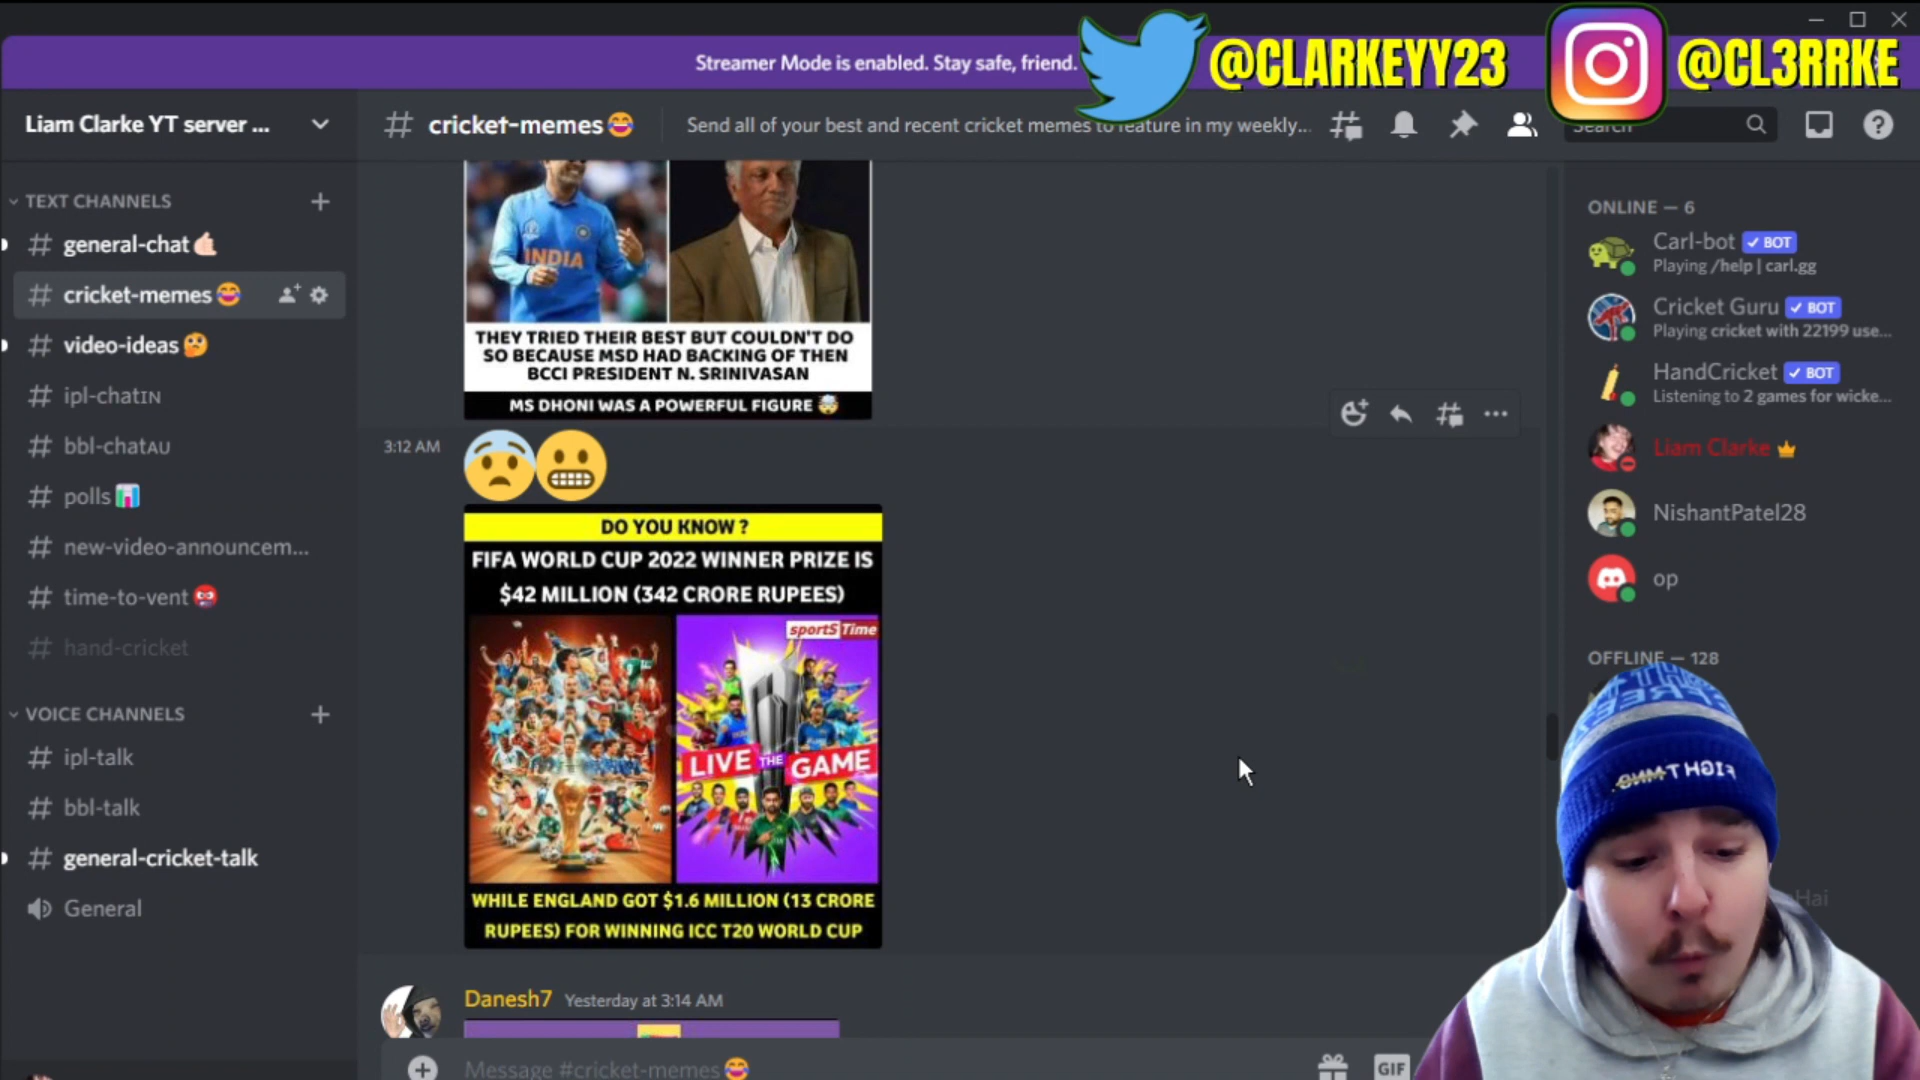 Streamer Mode is enabled. Stay safe, friend.
@CLARKEYY23
@CL3RRKE
Liam Clarke YT server ...
cricket-memes
Send all of your best and recent cricket memes to feature in my weekly...
Search
TEXT CHANNELS
general-chat
cricket-memes
video-ideas
ipl-chatIN
bbl-chatAU
polls
new-video-announcem...
time-to-vent
hand-cricket
VOICE CHANNELS
ipl-talk
bbl-talk
general-cricket-talk
General
INDIA
THEY TRIED THEIR BEST BUT COULDN'T DO
SO BECAUSE MSD HAD BACKING OF THEN
BCCI PRESIDENT N. SRINIVASAN
MS DHONI WAS A POWERFUL FIGURE
3:12 AM
DO YOU KNOW ?
FIFA WORLD CUP 2022 WINNER PRIZE IS
$42 MILLION (342 CRORE RUPEES)
sportS Time
LIVE THE GAME
WHILE ENGLAND GOT $1.6 MILLION (13 CRORE
RUPEES) FOR WINNING ICC T20 WORLD CUP
Danesh7 Yesterday at 3:14 AM
Message #cricket-memes
GIF
ONLINE — 6
Carl-bot ✓ BOT
Playing /help | carl.gg
Cricket Guru ✓ BOT
Playing cricket with 22199 use...
HandCricket ✓ BOT
Listening to 2 games for wicke...
Liam Clarke
NishantPatel28
op
OFFLINE — 128
Hai